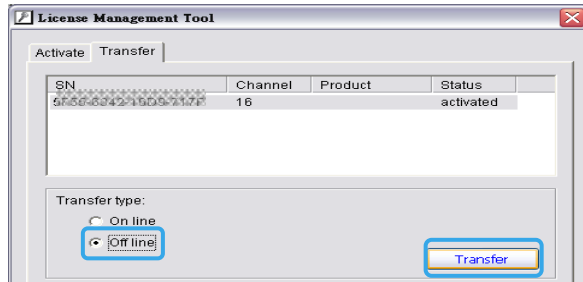 License Management Tool
Activate Transfer
SN Channel Product Status
16 activated
Transfer type:
On line
Off line
Transfer